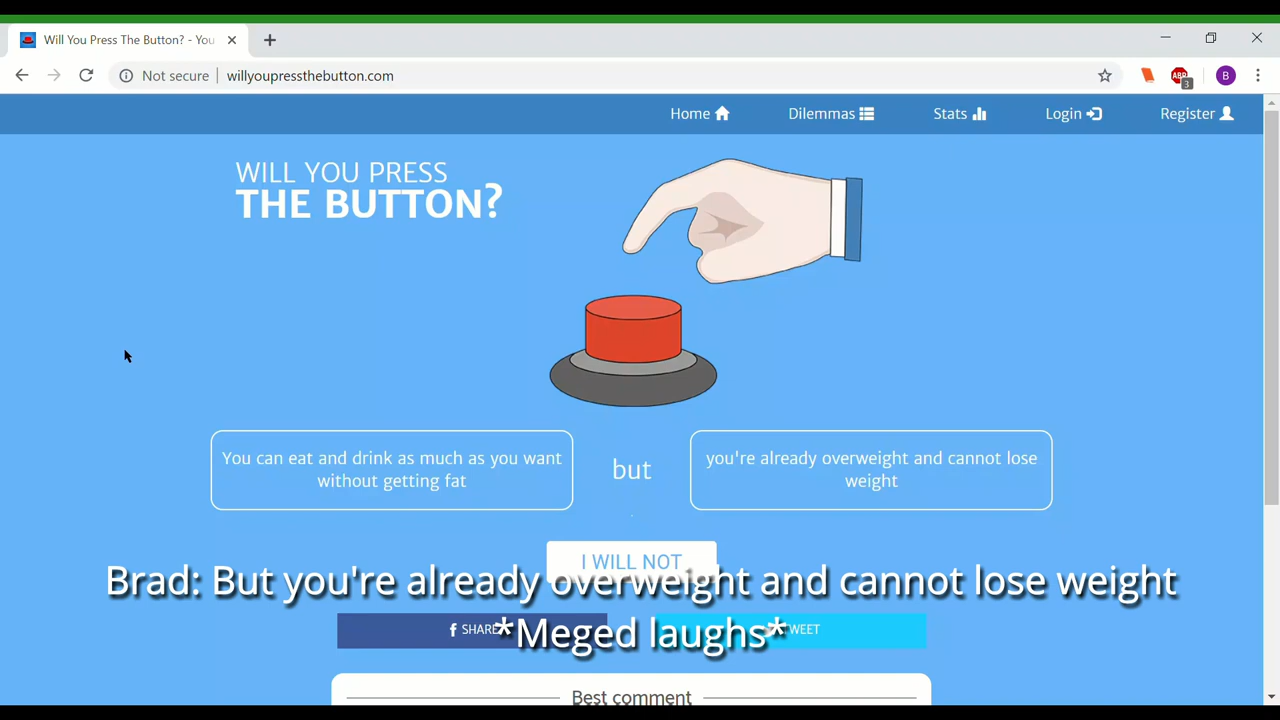 Will You Press The Button? - You
Not secure
willyoupressthebutton.com
ABP
3
B
Home
Dilemmas
Stats
Login
Register
WILL YOU PRESS
THE BUTTON?
You can eat and drink as much as you want
without getting fat
but
you're already overweight and cannot lose
weight
I WILL NOT
Brad: But you're already overweight and cannot lose weight
SHARE
TWEET
*Meged laughs*
Best comment